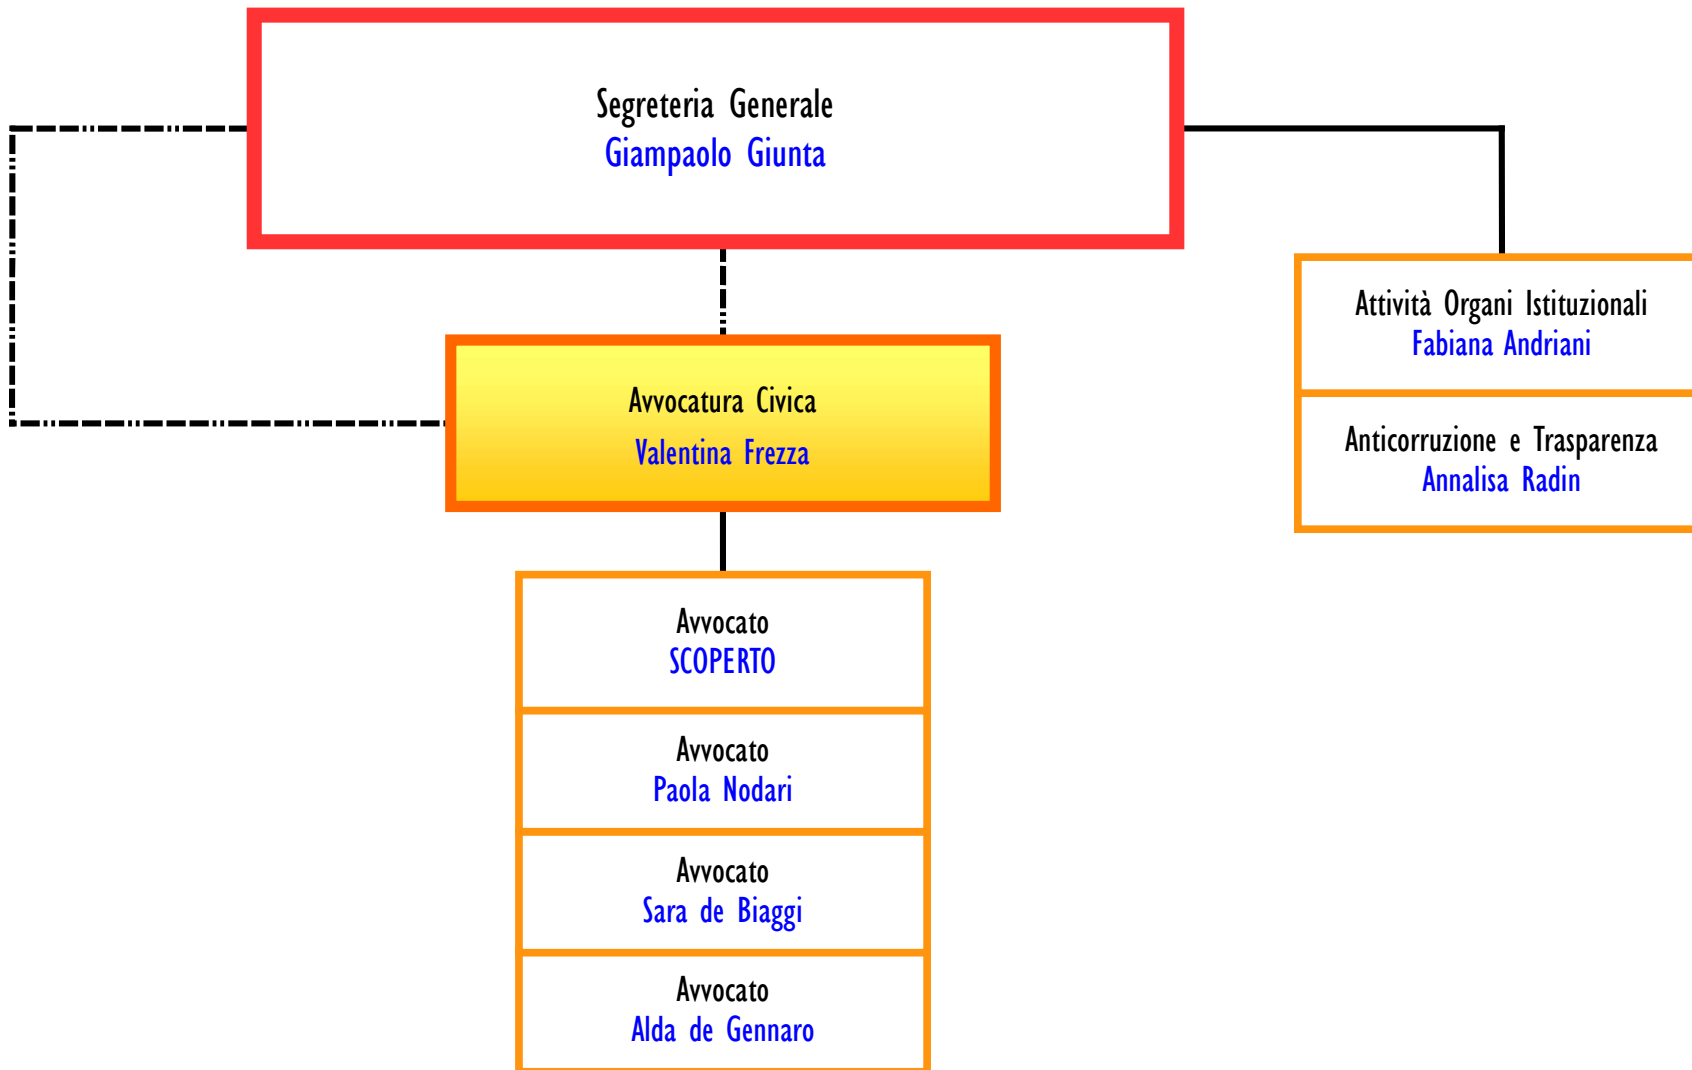 Segreteria Generale
Giampaolo Giunta
Attività Organi Istituzionali
Fabiana Andriani
Anticorruzione e Trasparenza
Annalisa Radin
Avvocatura Civica
Valentina Frezza
Avvocato
SCOPERTO
Avvocato
Paola Nodari
Avvocato
Sara de Biaggi
Avvocato
Alda de Gennaro